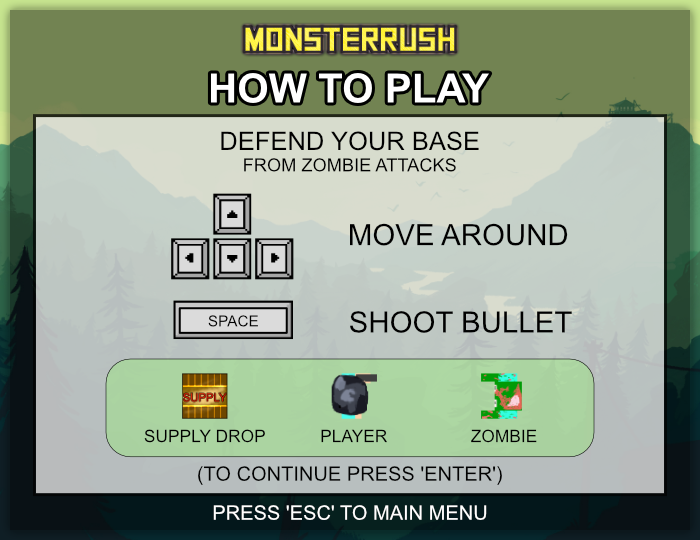 MONSTERRUSH
HOW TO PLAY
DEFEND YOUR BASE
FROM ZOMBIE ATTACKS
MOVE AROUND
SPACE
SHOOT BULLET
SUPPLY
SUPPLY DROP
PLAYER
ZOMBIE
(TO CONTINUE PRESS 'ENTER')
PRESS 'ESC' TO MAIN MENU